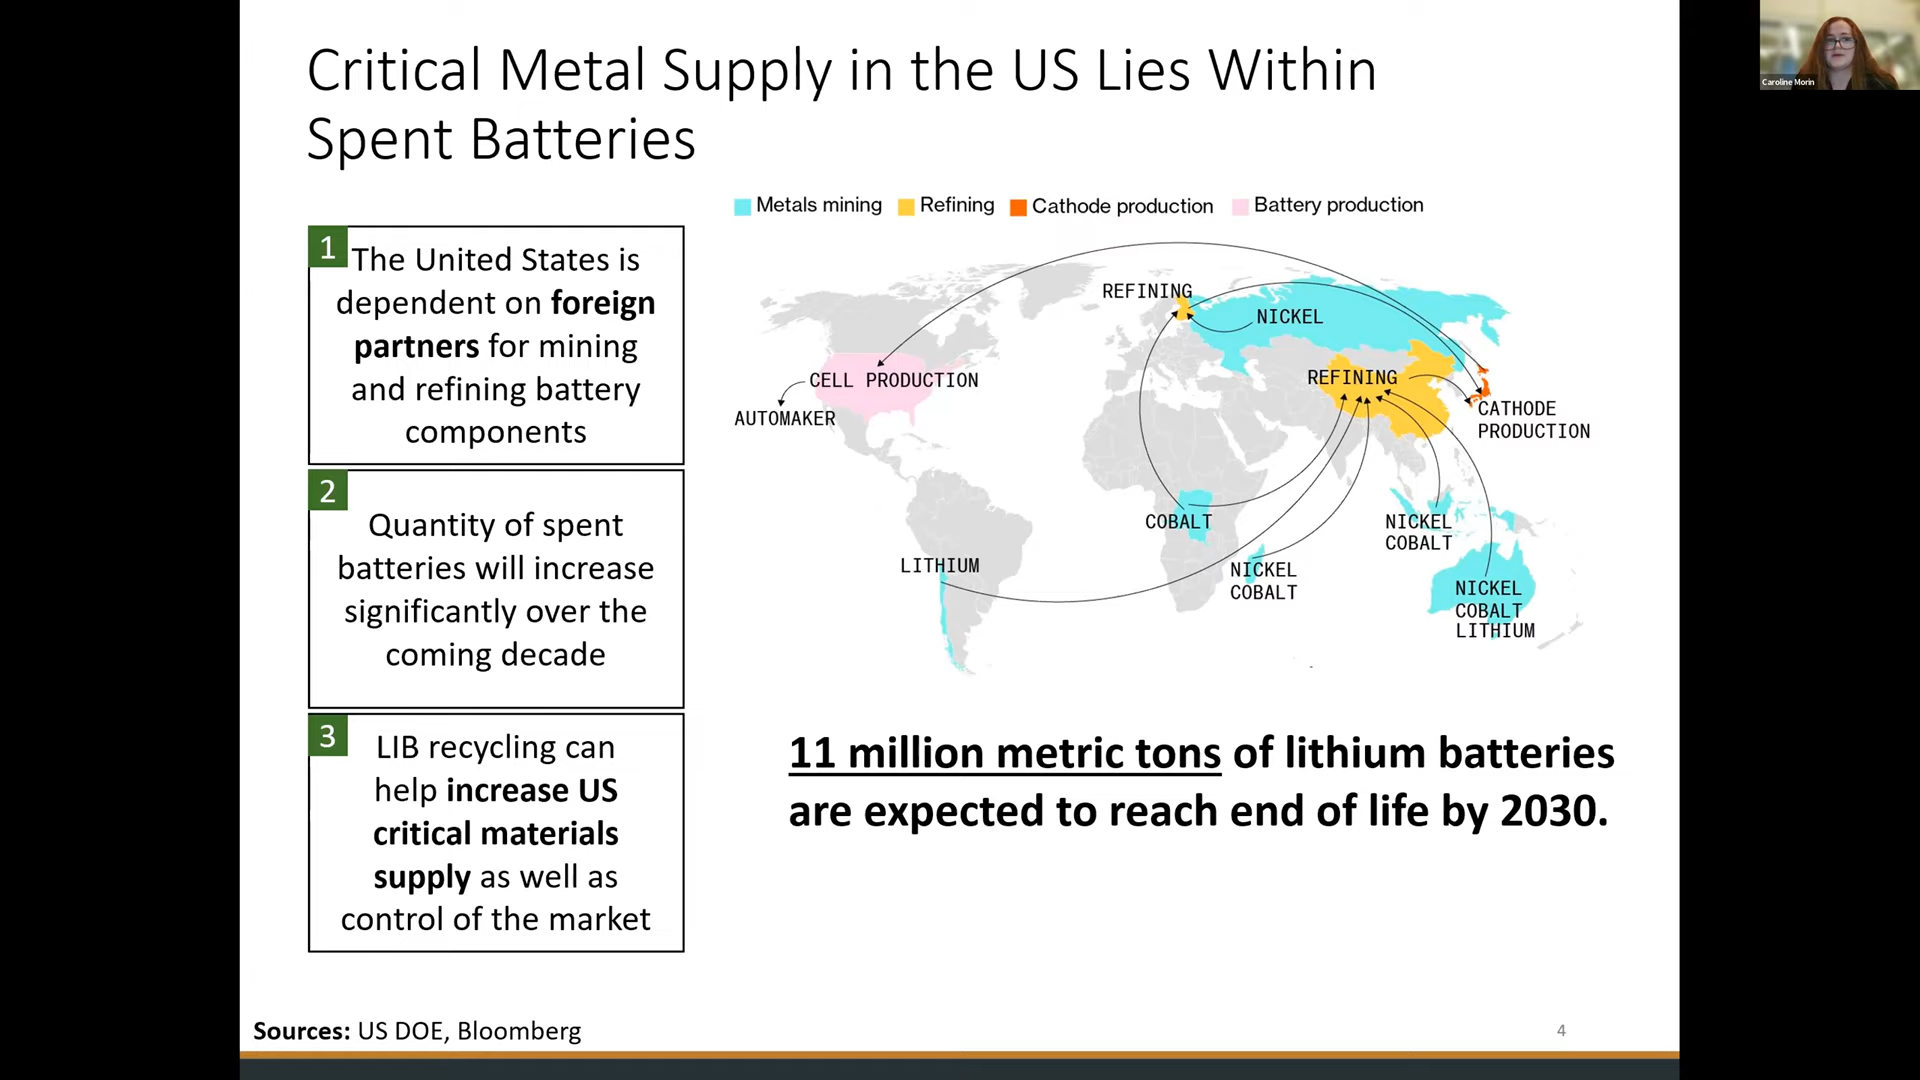 Critical Metal Supply in the US Lies Within
Spent Batteries
Caroline Morin
1
The United States is
dependent on foreign
partners for mining
and refining battery
components
2
Quantity of spent
batteries will increase
significantly over the
coming decade
3
LIB recycling can
help increase US
critical materials
supply as well as
control of the market
Metals mining Refining Cathode production Battery production
REFINING
NICKEL
CELL PRODUCTION
REFINING
AUTOMAKER
CATHODE
PRODUCTION
COBALT
NICKEL
COBALT
LITHIUM
NICKEL
COBALT
NICKEL
COBALT
LITHIUM
11 million metric tons of lithium batteries
are expected to reach end of life by 2030.
Sources: US DOE, Bloomberg
4